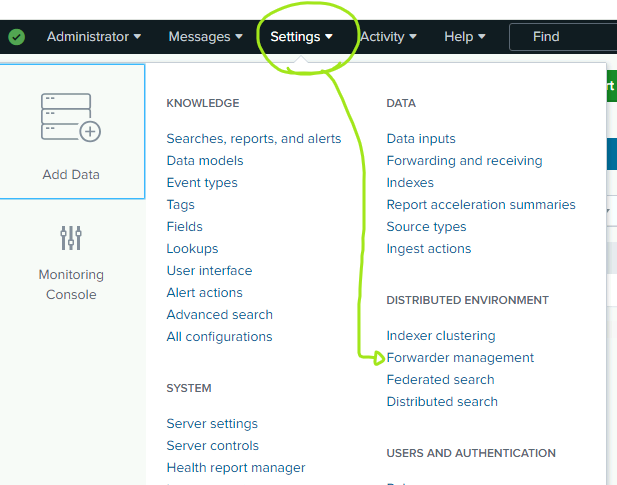 Administrator Messages Settings Activity Help Find
Add Data
Monitoring
Console
KNOWLEDGE
Searches, reports, and alerts
Data models
Event types
Tags
Fields
Lookups
User interface
Alert actions
Advanced search
All configurations
SYSTEM
Server settings
Server controls
Health report manager
DATA
Data inputs
Forwarding and receiving
Indexes
Report acceleration summaries
Source types
Ingest actions
DISTRIBUTED ENVIRONMENT
Indexer clustering
Forwarder management
Federated search
Distributed search
USERS AND AUTHENTICATION
rt